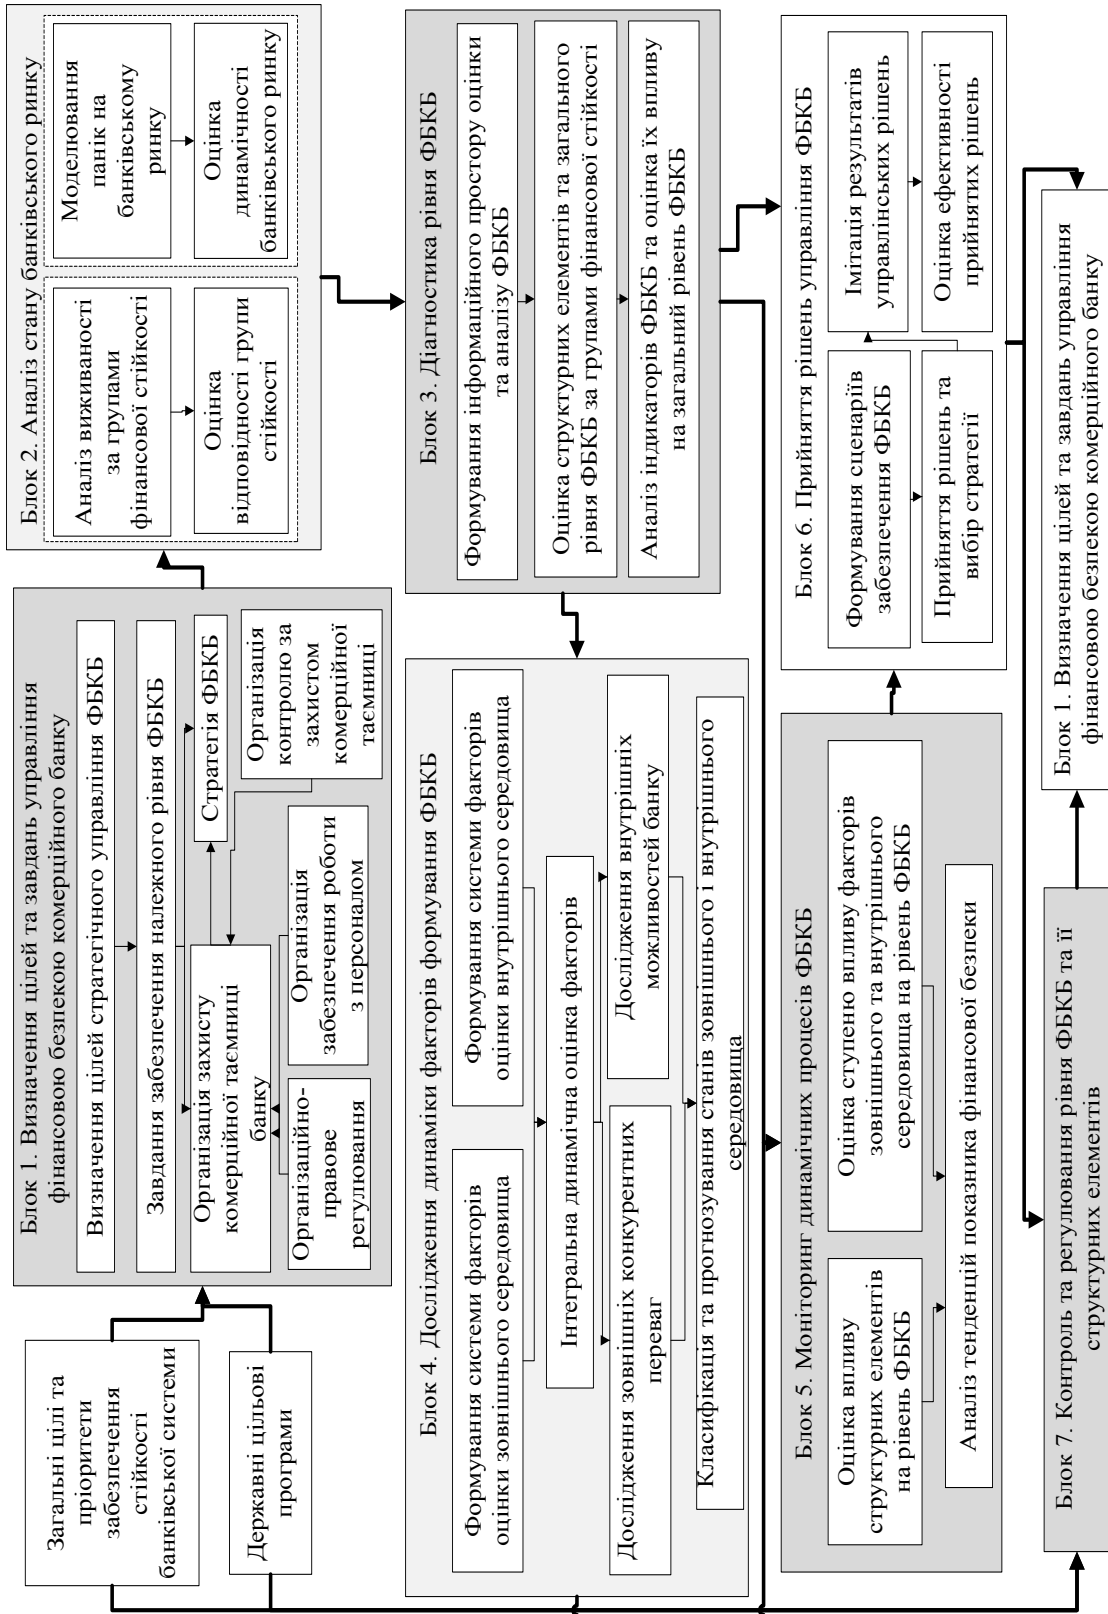 Загальні цілі та
пріоритети
забезпечення
стійкості
банківської системи
Державні цільові
програми
Блок 1. Визначення цілей та завдань управління
фінансовою безпекою комерційного банку
Визначення цілей стратегічного управління ФБКБ
Завдання забезпечення належного рівня ФБКБ
Організація захисту
комерційної таємниці
банку
Стратегія ФБКБ
Організаційно-
правове
регулювання
Організація
забезпечення роботи
з персоналом
Організація
контролю за
захистом
комерційної
таємниці
Блок 2. Аналіз стану банківського ринку
Аналіз виживаності
за групами
фінансової стійкості
Оцінка
відповідності групи
стійкості
Моделювання
панік на
банківському
ринку
Оцінка
динамічності
банківського ринку
Блок 4. Дослідження динаміки факторів формування ФБКБ
Формування системи факторів
оцінки зовнішнього середовища
Формування системи факторів
оцінки внутрішнього середовища
Інтегральна динамічна оцінка факторів
Дослідження зовнішніх конкурентних
переваг
Дослідження внутрішніх
можливостей банку
Класифікація та прогнозування станів зовнішнього і внутрішнього
середовища
Блок 3. Діагностика рівня ФБКБ
Формування інформаційного простору оцінки
та аналізу ФБКБ
Оцінка структурних елементів та загального
рівня ФБКБ за групами фінансової стійкості
Аналіз індикаторів ФБКБ та оцінка їх впливу
на загальний рівень ФБКБ
Блок 5. Моніторинг динамічних процесів ФБКБ
Оцінка впливу
структурних елементів
на рівень ФБКБ
Оцінка ступеню впливу факторів
зовнішнього та внутрішнього
середовища на рівень ФБКБ
Аналіз тенденцій показника фінансової безпеки
Блок 6. Прийняття рішень управління ФБКБ
Формування сценаріїв
забезпечення ФБКБ
Прийняття рішень та
вибір стратегії
Імітація результатів
управлінських рішень
Оцінка ефективності
прийнятих рішень
Блок 7. Контроль та регулювання рівня ФБКБ та її
структурних елементів
Блок 1. Визначення цілей та завдань управління
фінансовою безпекою комерційного банку